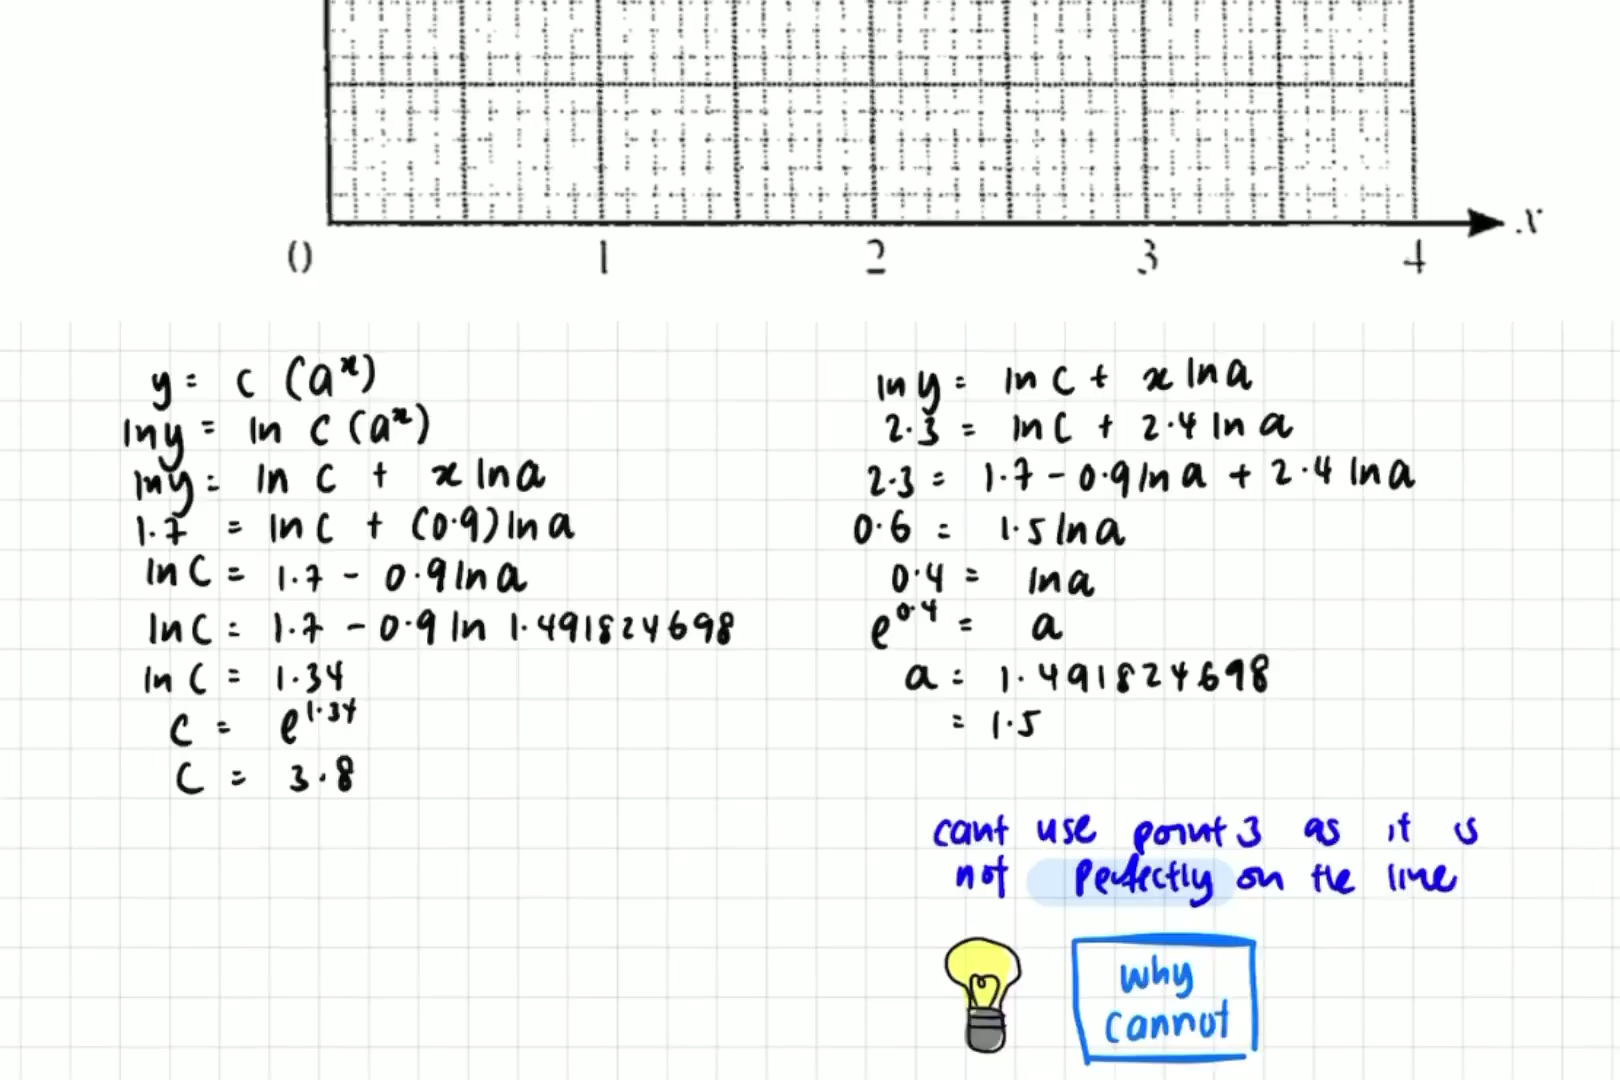 0 1 2 3 4 x
y = c (aˣ)
ln y = ln c (aˣ)
ln y = ln c + x ln a
1.7 = ln c + (0.9) ln a
ln c = 1.7 - 0.9 ln a
ln c = 1.7 - 0.9 ln 1.491824698
ln c = 1.34
c = e^1.34
c = 3.8
ln y = ln c + x ln a
2.3 = ln c + 2.4 ln a
2.3 = 1.7 - 0.9 ln a + 2.4 ln a
0.6 = 1.5 ln a
0.4 = ln a
e^0.4 = a
a = 1.491824698
= 1.5
cant use point 3 as it is
not perfectly on the line
why
cannot